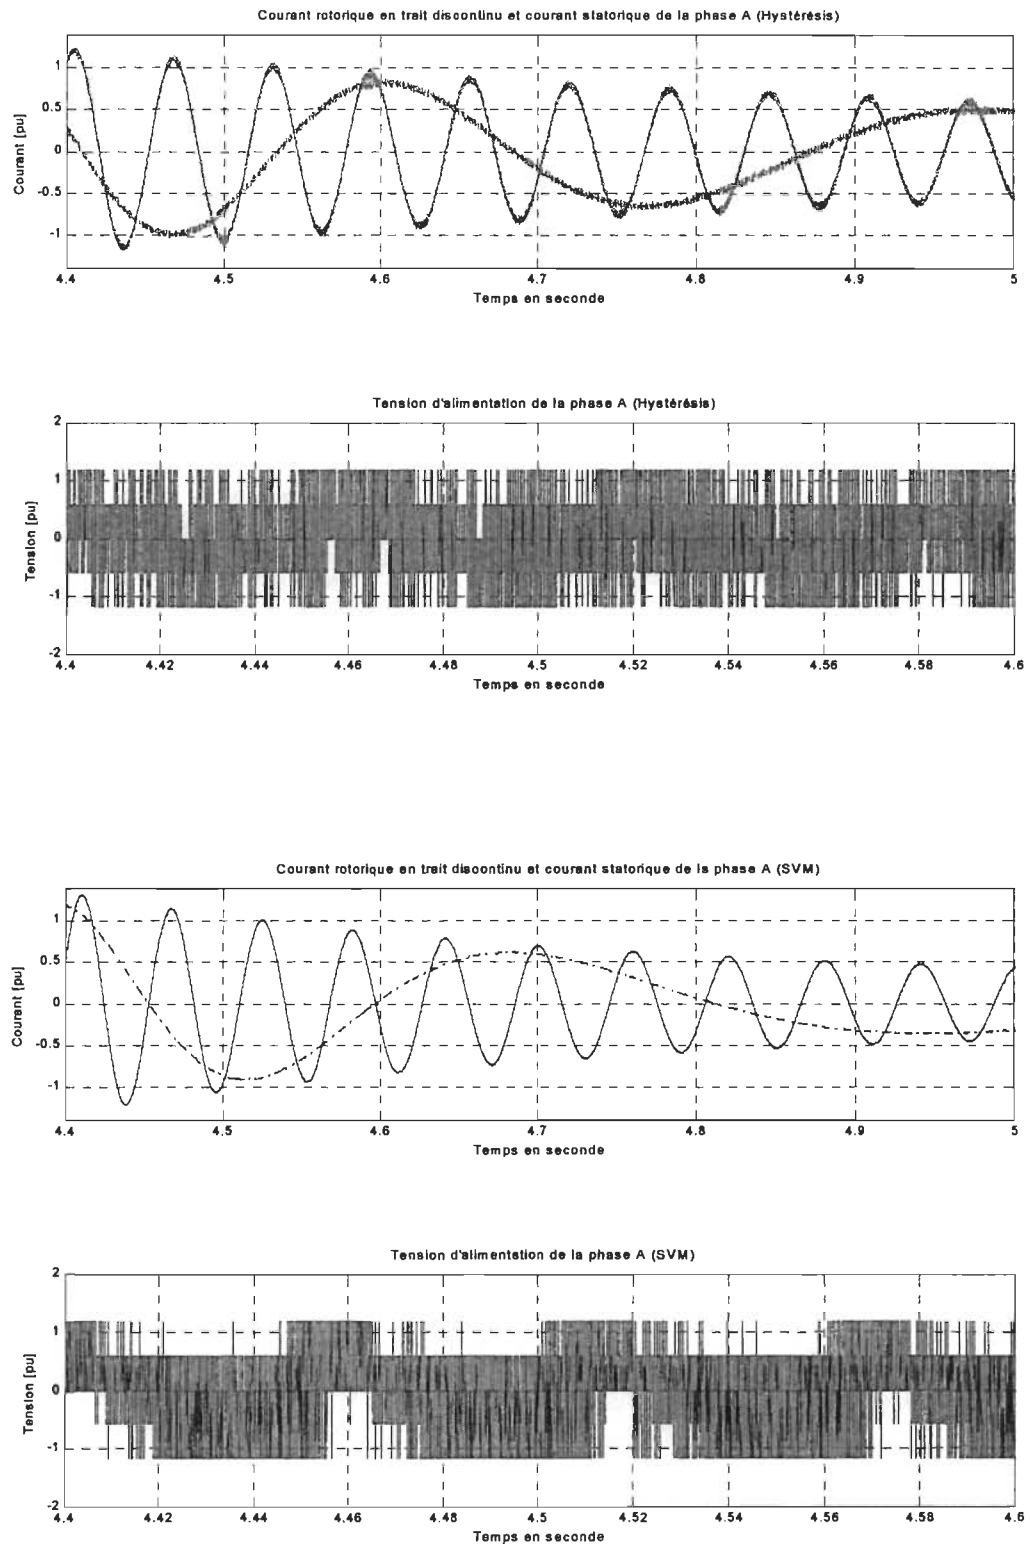 Courant rotorique en trait discontinu et courant statorique de la phase A (Hystérésis)
1
0.5
0
-0.5
-1
Courant [pu]
4.4 4.5 4.6 4.7 4.8 4.9 5
Temps en seconde
Tension d'alimentation de la phase A (Hystérésis)
2
1
0
-1
-2
Tension [pu]
4.4 4.42 4.44 4.46 4.48 4.5 4.52 4.54 4.56 4.58 4.6
Temps en seconde
Courant rotorique en trait discontinu et courant statorique de la phase A (SVM)
1
0.5
0
-0.5
-1
Courant [pu]
4.4 4.5 4.6 4.7 4.8 4.9 5
Temps en seconde
Tension d'alimentation de la phase A (SVM)
2
1
0
-1
-2
Tension [pu]
4.4 4.42 4.44 4.46 4.48 4.5 4.52 4.54 4.56 4.58 4.6
Temps en seconde